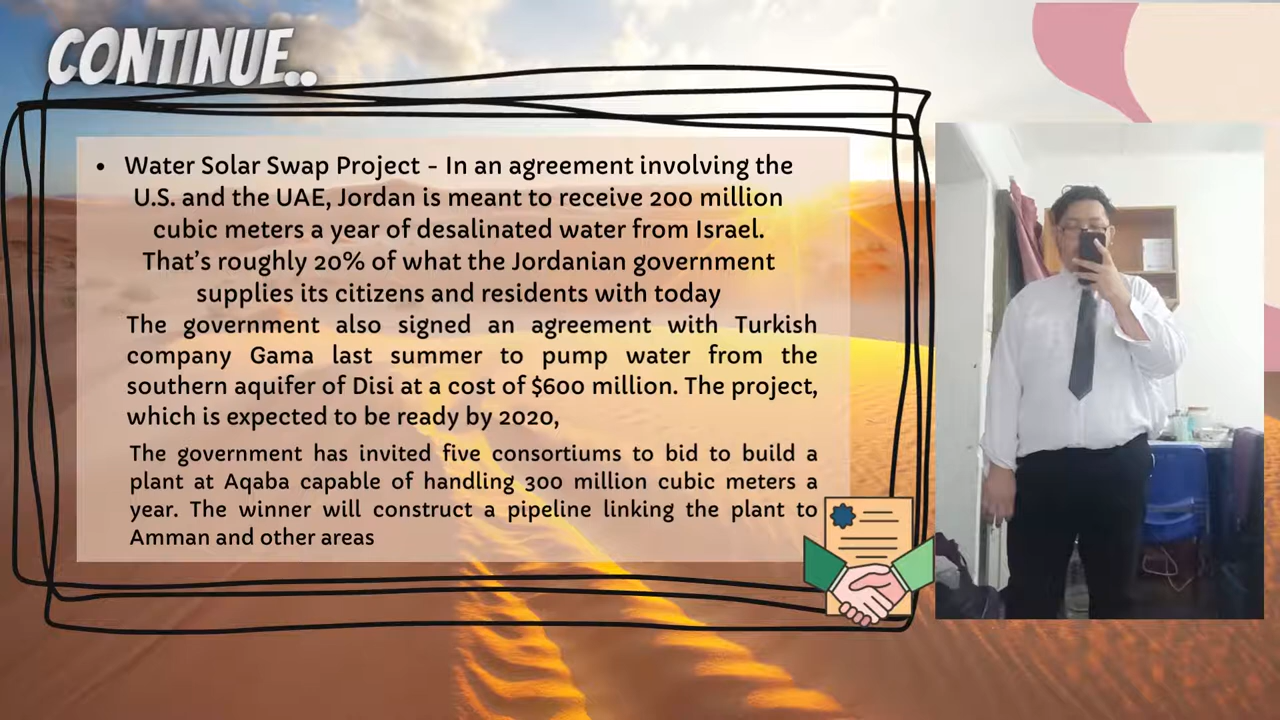 CONTINUE..
• Water Solar Swap Project - In an agreement involving the
U.S. and the UAE, Jordan is meant to receive 200 million
cubic meters a year of desalinated water from Israel.
That's roughly 20% of what the Jordanian government
supplies its citizens and residents with today
The government also signed an agreement with Turkish
company Gama last summer to pump water from the
southern aquifer of Disi at a cost of $600 million. The project,
which is expected to be ready by 2020,
The government has invited five consortiums to bid to build a
plant at Aqaba capable of handling 300 million cubic meters a
year. The winner will construct a pipeline linking the plant to
Amman and other areas